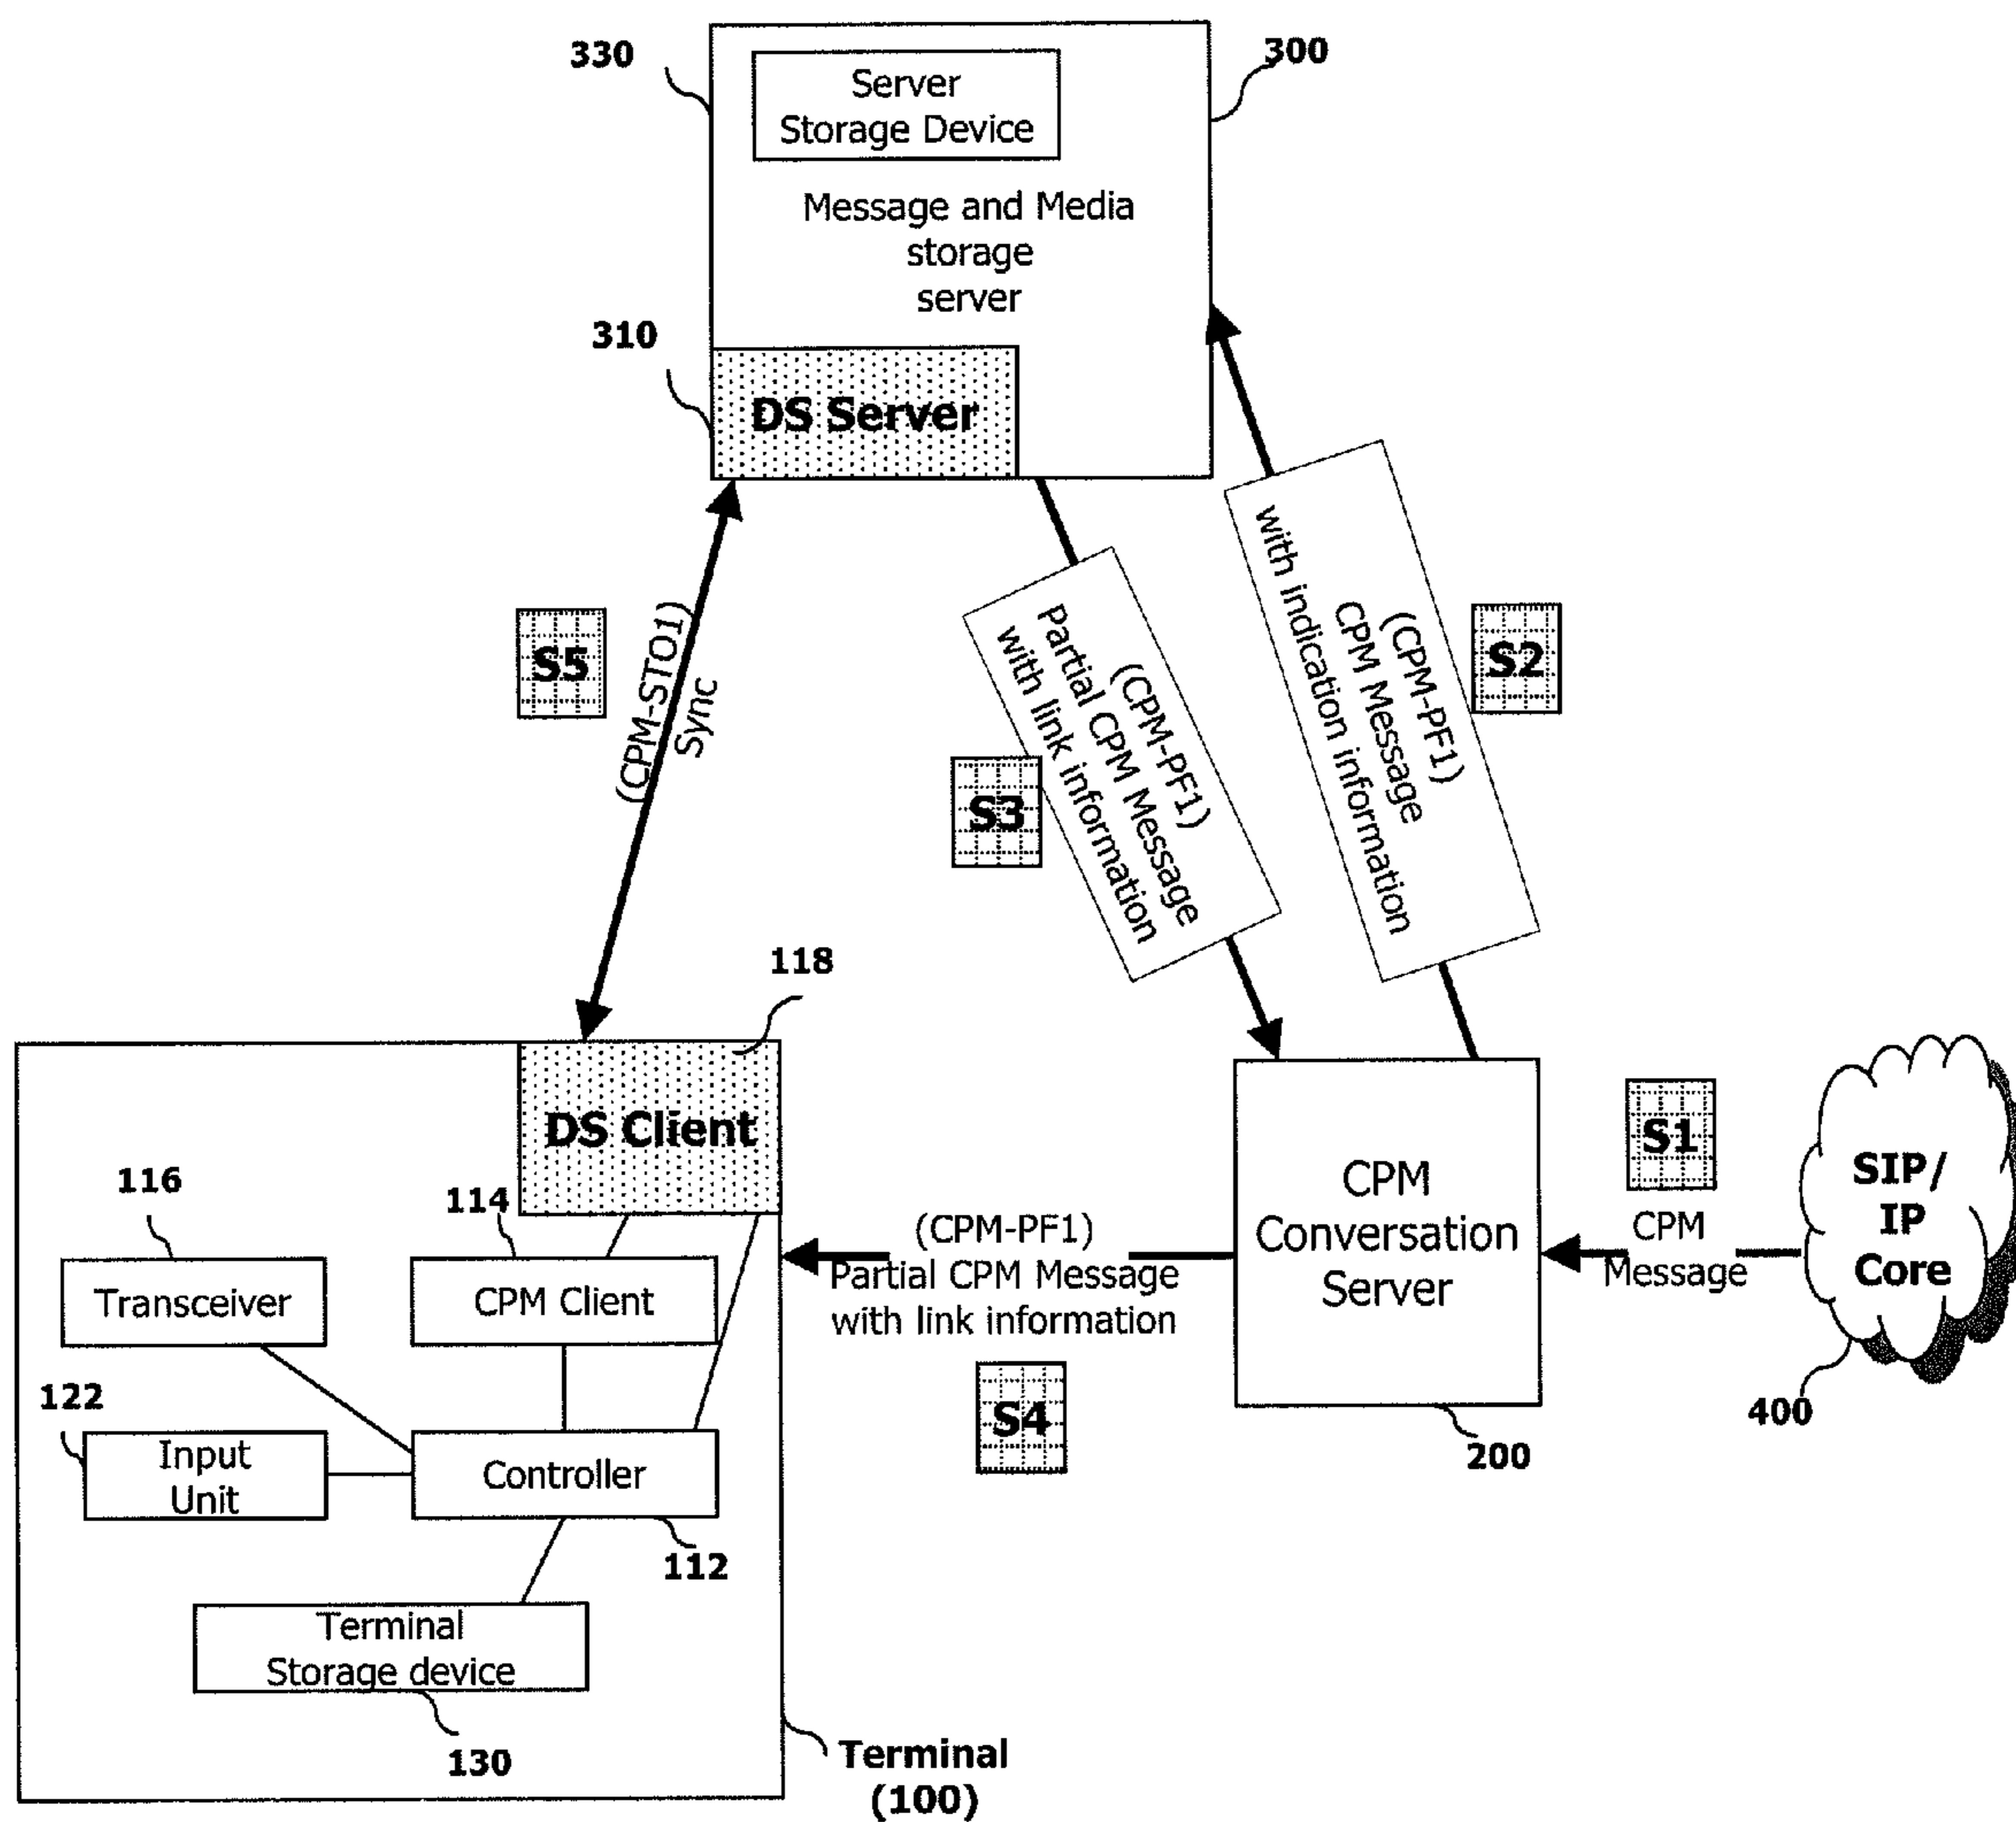 330
300
Server
Storage Device
Message and Media
storage
server
310
DS Server
S5
(CPM-STO1)
Sync
S3
(CPM-PF1)
Partial CPM Message
with link information
(CPM-PF1)
CPM Message
with indication information
S2
118
DS Client
116
114
Transceiver
CPM Client
122
Input
Unit
Controller
112
Terminal
Storage device
130
Terminal
(100)
(CPM-PF1)
Partial CPM Message
with link information
S4
CPM
Conversation
Server
200
S1
CPM
Message
SIP/
IP
Core
400